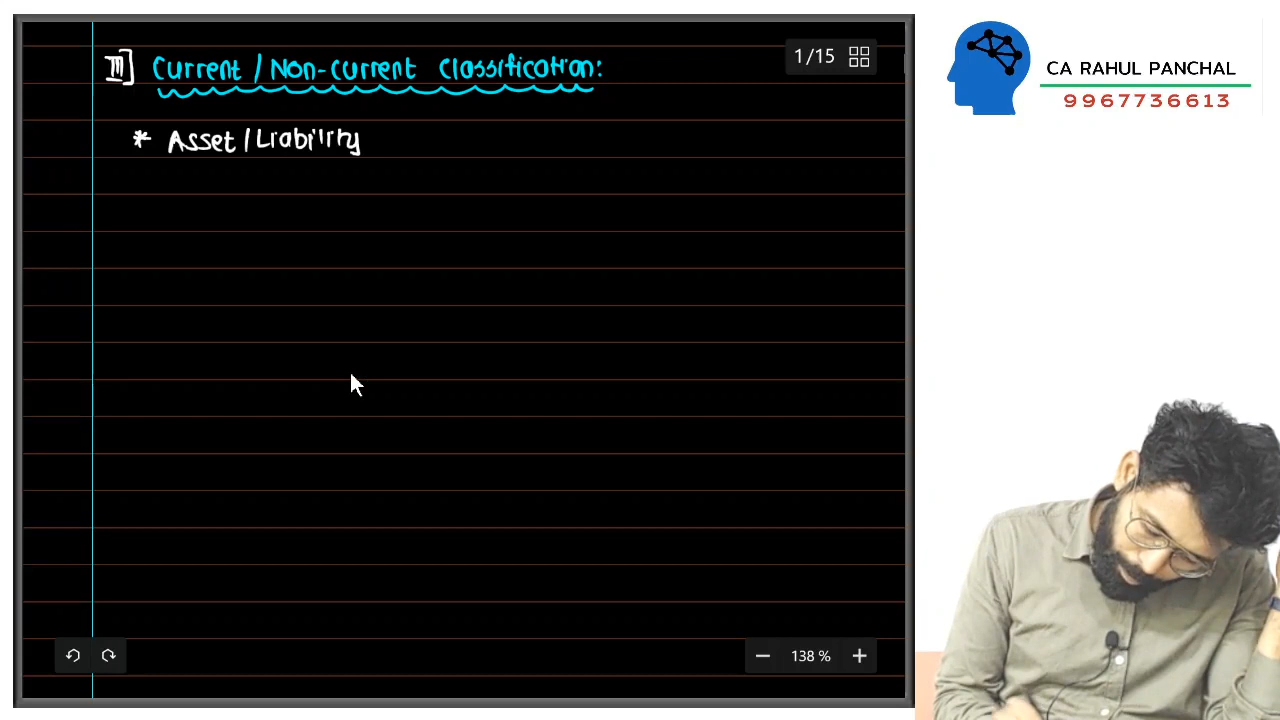 III] Current / Non-current Classification:
* Asset / Liability
1/15
CA RAHUL PANCHAL
9967736613
138 %